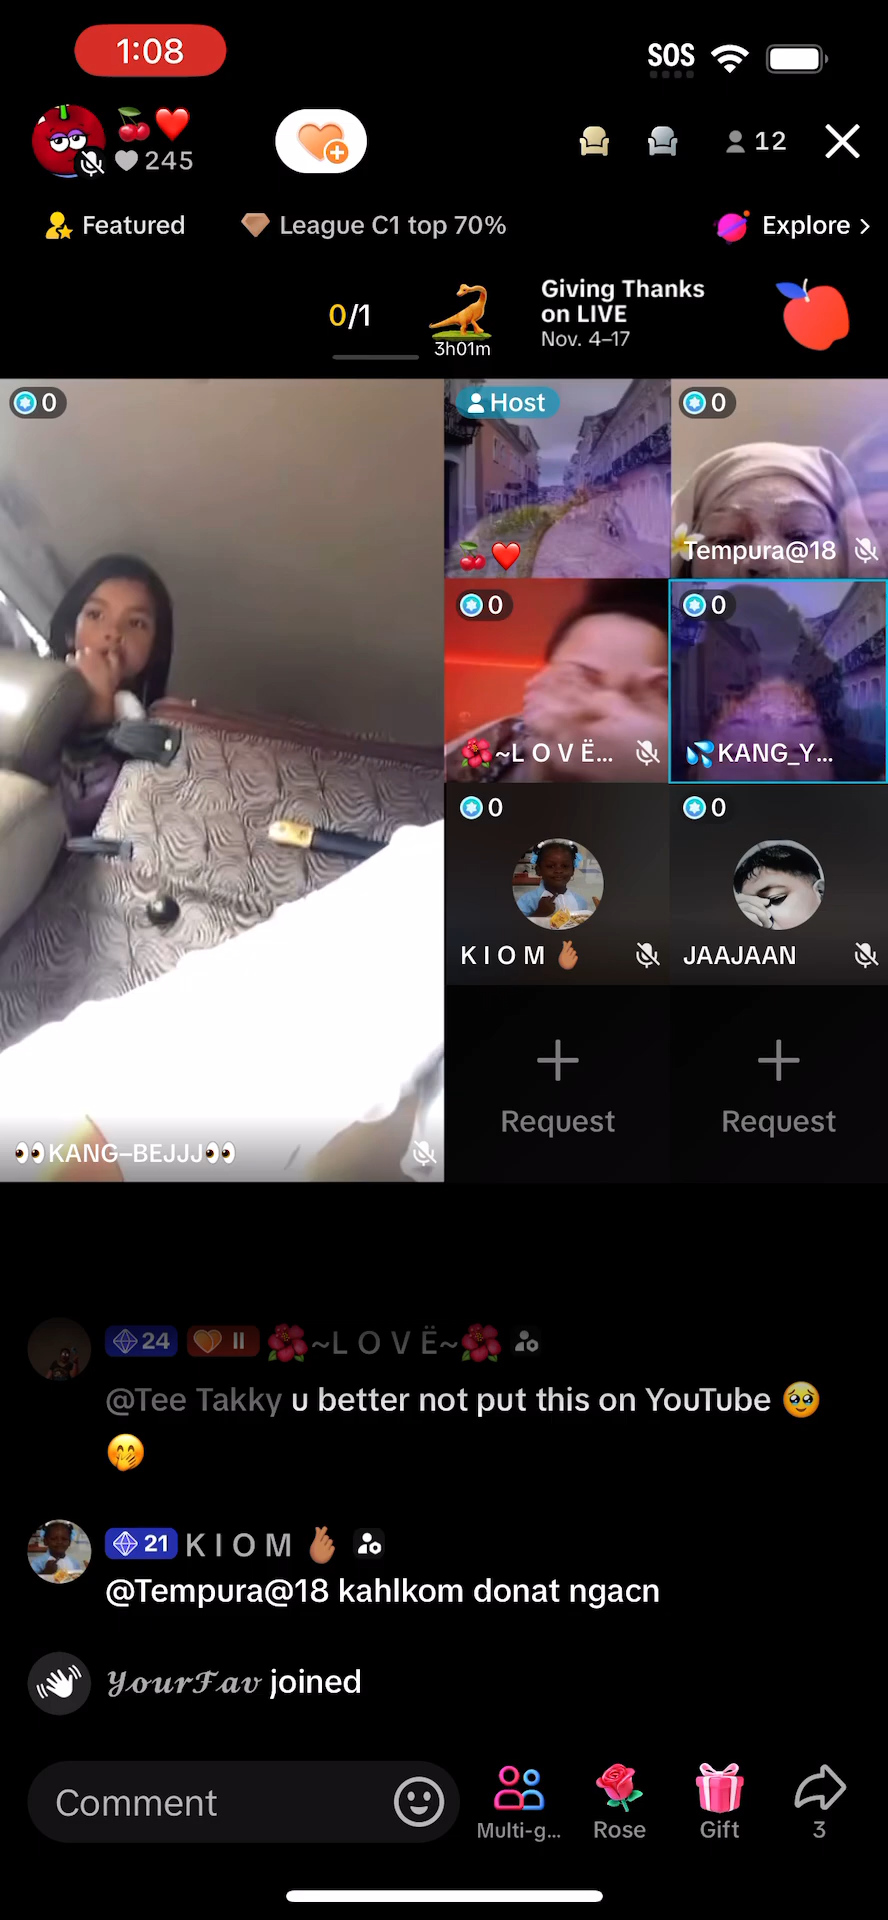 1:08
SOS
🍒❤️
245
12
Featured
League C1 top 70%
Explore >
0/1
3h01m
Giving Thanks
on LIVE
Nov. 4–17
0
Host
0
🍒❤️
Tempura@18
0
0
🌺~L O V Ë...
💦KANG_Y...
0
0
K I O M 🫰🏽
JAAJAAN
Request
Request
👀KANG–BEJJJ👀
24 II 🌺~L O V Ë~🌺
@Tee Takky u better not put this on YouTube 🥹
🤭
21 K I O M 🫰🏽
@Tempura@18 kahlkom donat ngacn
𝓨𝓸𝓾𝓻𝓕𝓪𝓿 joined
Comment
Multi-g...
Rose
Gift
3